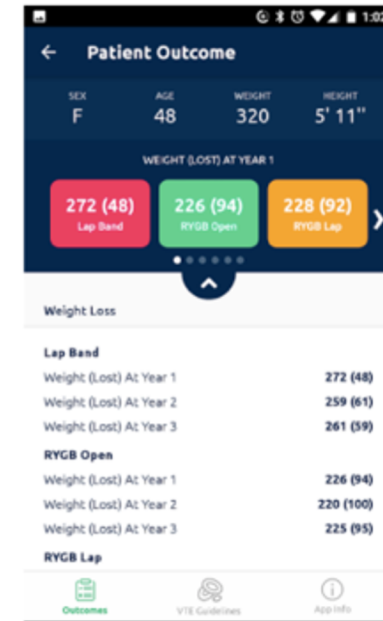 1:02
Patient Outcome
SEX AGE WEIGHT HEIGHT
F 48 320 5' 11"
WEIGHT (LOST) AT YEAR 1
272 (48) 226 (94) 228 (92)
Lap Band RYGB Open RYGB Lap
Weight Loss
Lap Band
Weight (Lost) At Year 1 272 (48)
Weight (Lost) At Year 2 259 (61)
Weight (Lost) At Year 3 261 (59)
RYGB Open
Weight (Lost) At Year 1 226 (94)
Weight (Lost) At Year 2 220 (100)
Weight (Lost) At Year 3 225 (95)
RYGB Lap
Outcomes VTE Guidelines App Info